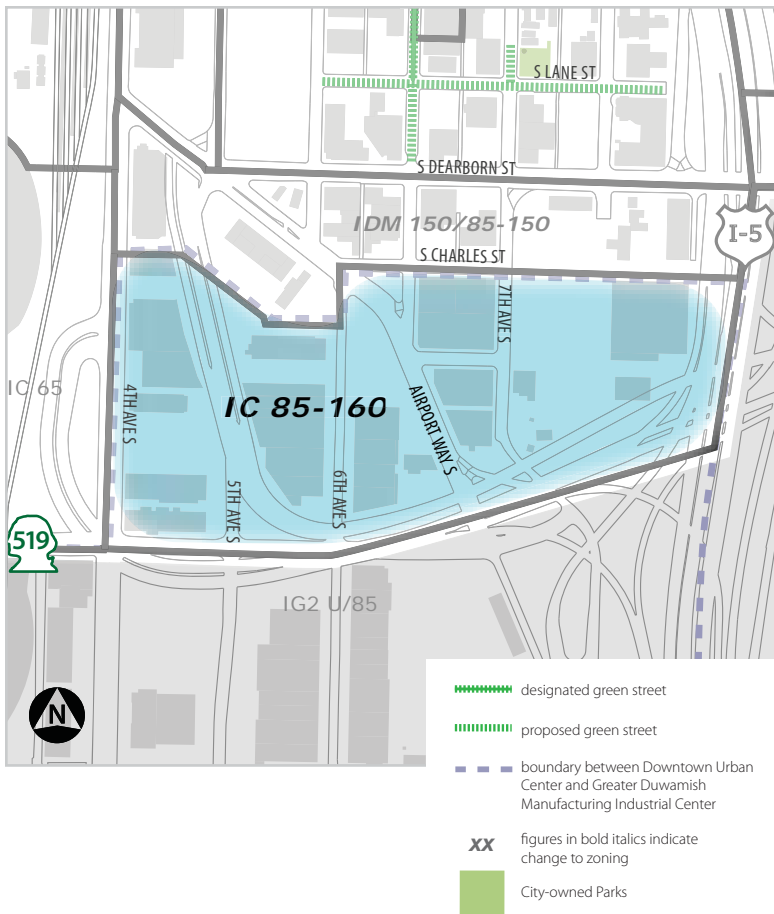 S LANE ST
S DEARBORN ST
IDM 150/85-150
I-5
S CHARLES ST
7TH AVE S
IC 65
4TH AVE S
IC 85-160
AIRPORT WAY S
5TH AVE S
6TH AVE S
519
IG2 U/85
N
designated green street
proposed green street
boundary between Downtown Urban
Center and Greater Duwamish
Manufacturing Industrial Center
xx
figures in bold italics indicate
change to zoning
City-owned Parks